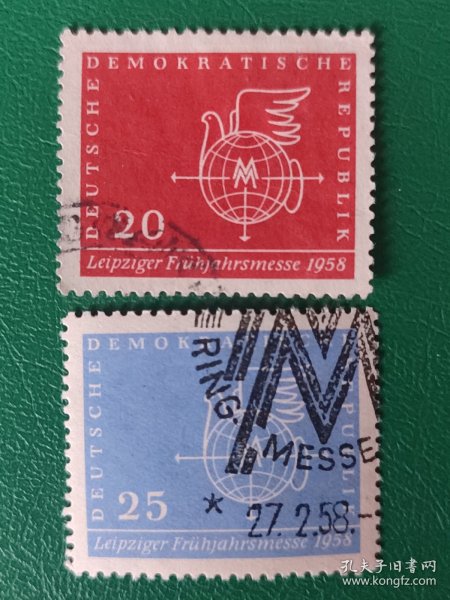 DEUTSCHE DEMOKRATISCHE REPUBLIK
M M
20
Leipziger Frühjahrsmesse 1958
DEUTSCHE DEMOK
PUBLIK
RING. MESSE
25
* 27.2.58.-
Leipziger Frühjahrsmesse 1958
孔夫子旧书网
www.kongfz.com